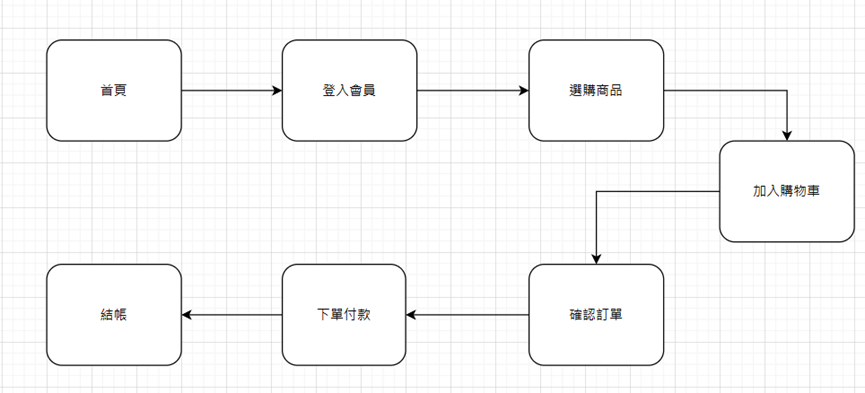 首頁
登入會員
選購商品
加入購物車
確認訂單
下單付款
結帳